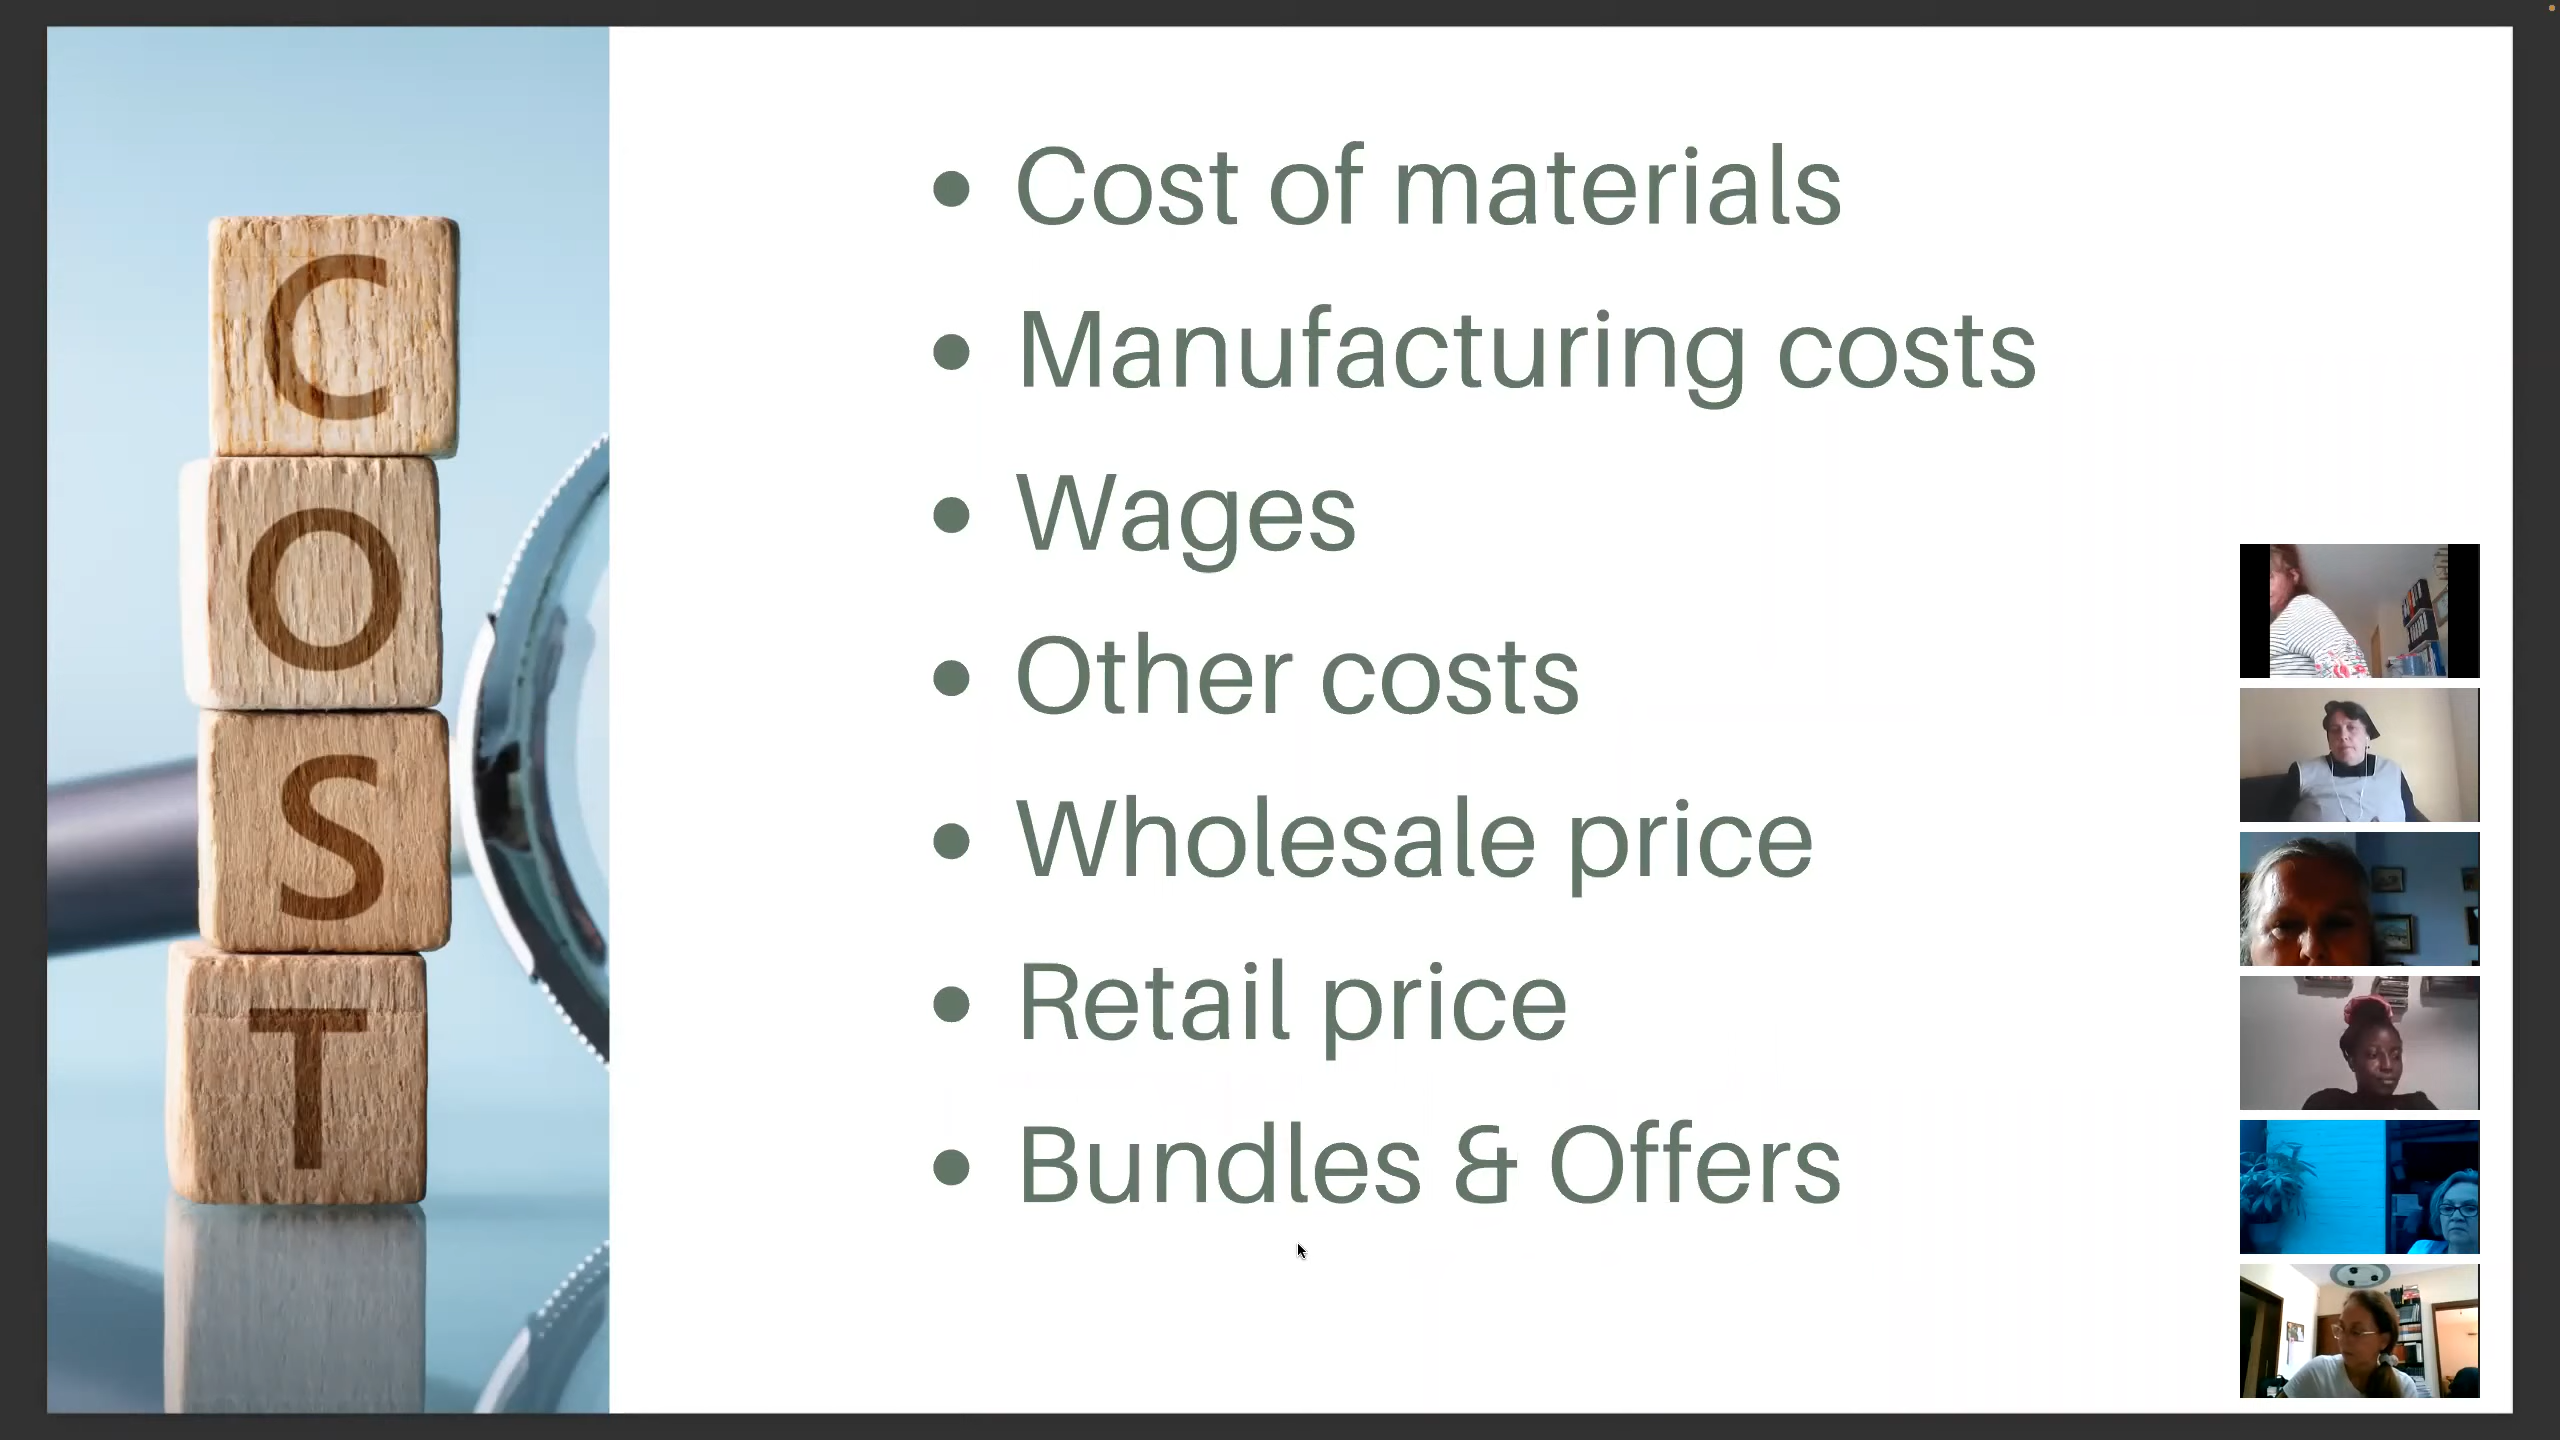 C
O
S
T
• Cost of materials
• Manufacturing costs
• Wages
• Other costs
• Wholesale price
• Retail price
• Bundles & Offers